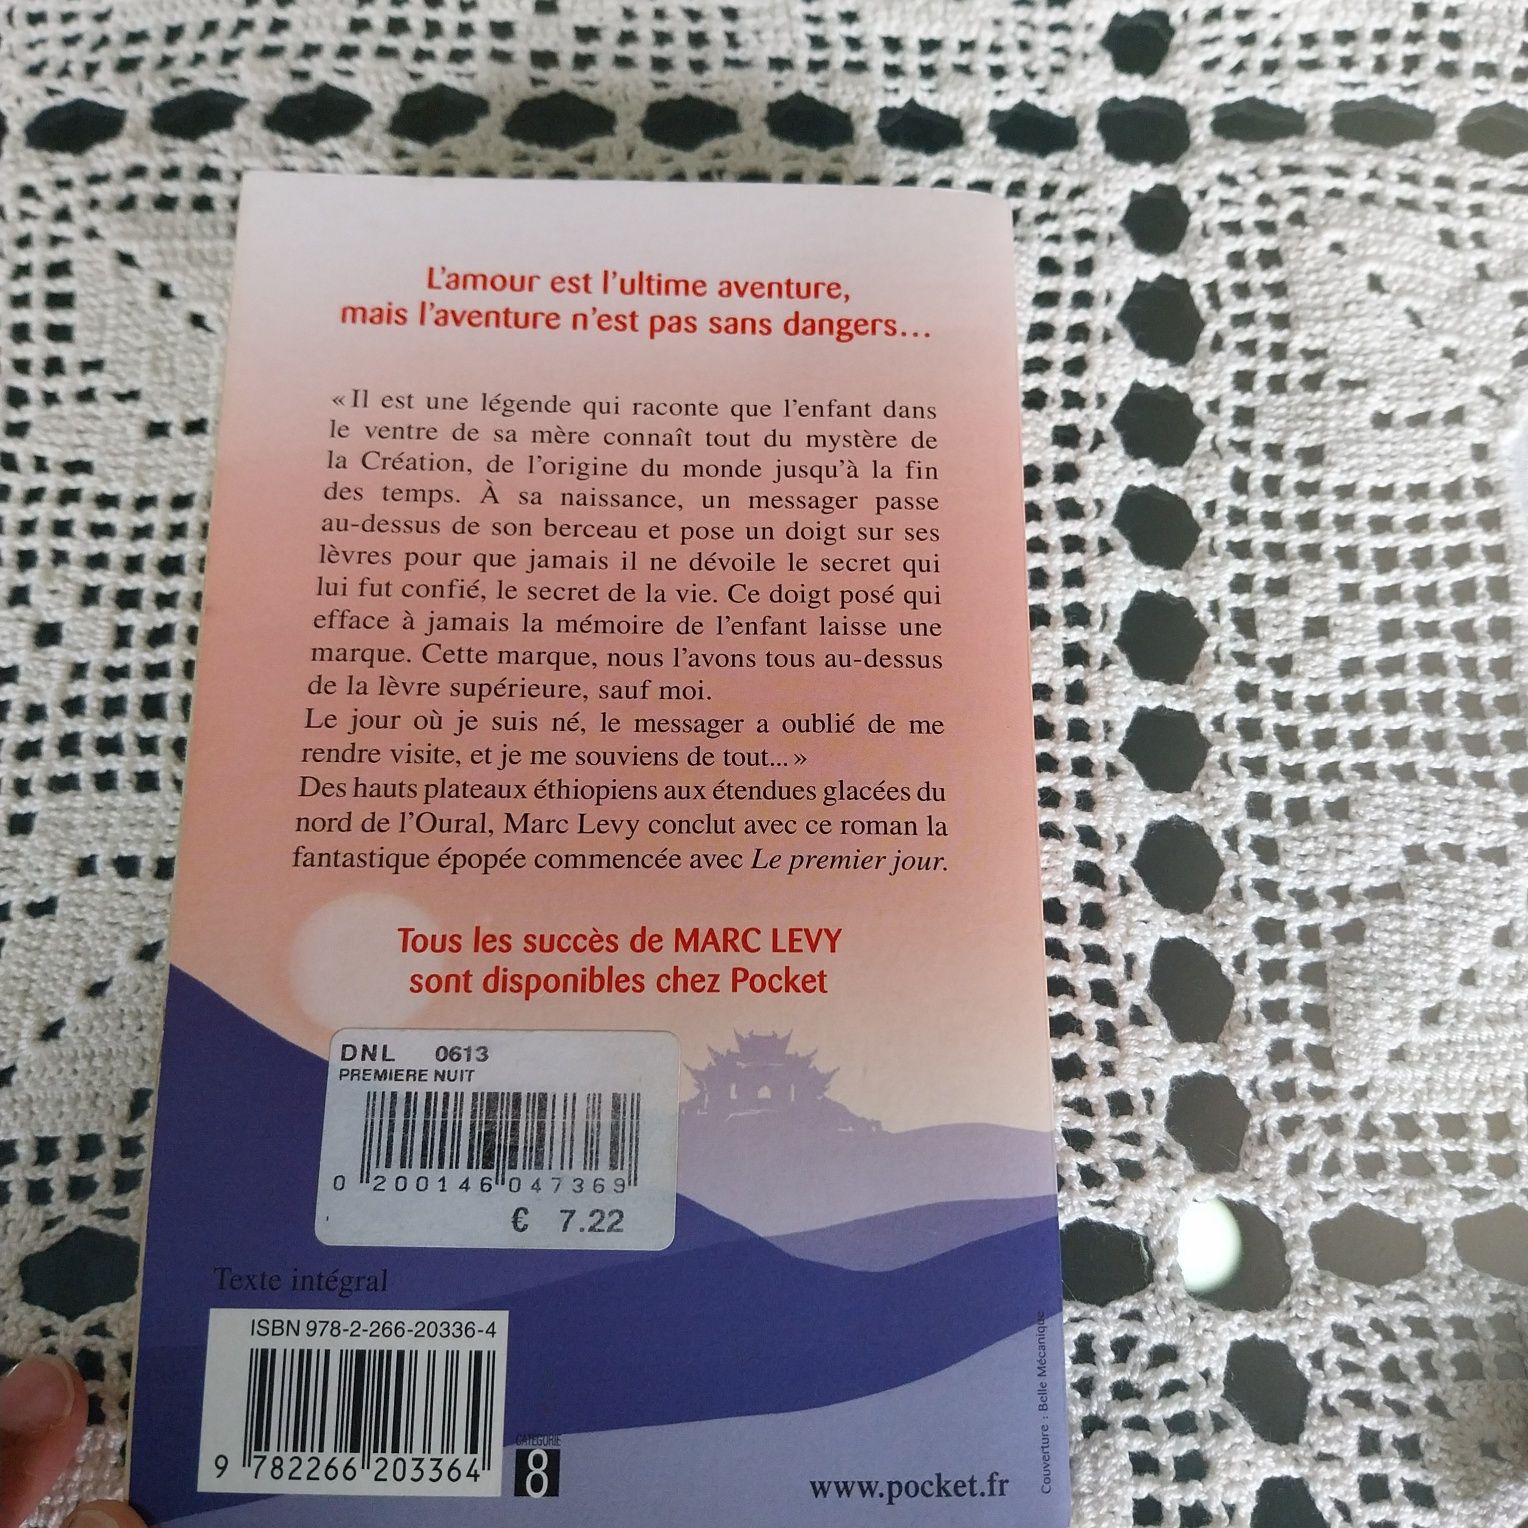 L'amour est l'ultime aventure,
mais l'aventure n'est pas sans dangers...
« Il est une légende qui raconte que l'enfant dans
le ventre de sa mère connaît tout du mystère de
la Création, de l'origine du monde jusqu'à la fin
des temps. À sa naissance, un messager passe
au-dessus de son berceau et pose un doigt sur ses
lèvres pour que jamais il ne dévoile le secret qui
lui fut confié, le secret de la vie. Ce doigt posé qui
efface à jamais la mémoire de l'enfant laisse une
marque. Cette marque, nous l'avons tous au-dessus
de la lèvre supérieure, sauf moi.
Le jour où je suis né, le messager a oublié de me
rendre visite, et je me souviens de tout... »
Des hauts plateaux éthiopiens aux étendues glacées du
nord de l'Oural, Marc Levy conclut avec ce roman la
fantastique épopée commencée avec Le premier jour.
Tous les succès de MARC LEVY
sont disponibles chez Pocket
DNL 0613
PREMIERE NUIT
0 200146 047369
€ 7.22
Texte intégral
ISBN 978-2-266-20336-4
9 782266 203364
CATÉGORIE
8
www.pocket.fr
Couverture : Belle Mécanique